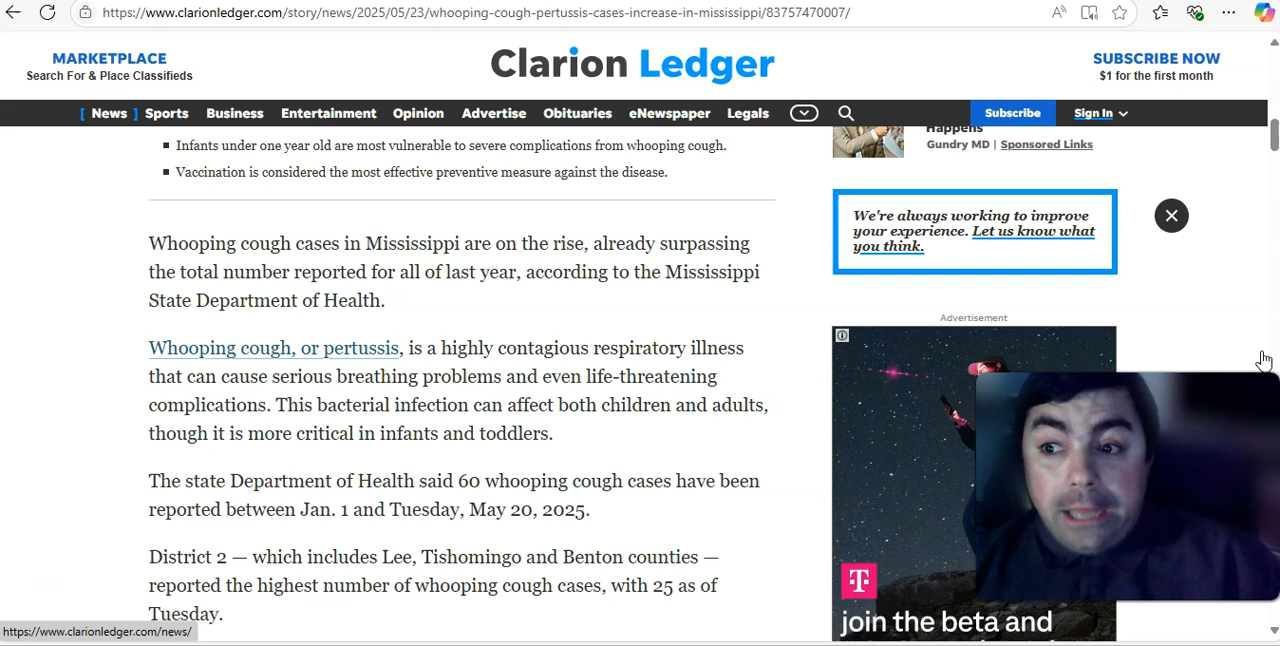 https://www.clarionledger.com/story/news/2025/05/23/whooping-cough-pertussis-cases-increase-in-mississippi/83757470007/
MARKETPLACE
Search For & Place Classifieds
Clarion Ledger
SUBSCRIBE NOW
$1 for the first month
[ News ] Sports Business Entertainment Opinion Advertise Obituaries eNewspaper Legals Subscribe Sign In
▪ Infants under one year old are most vulnerable to severe complications from whooping cough.
▪ Vaccination is considered the most effective preventive measure against the disease.
Whooping cough cases in Mississippi are on the rise, already surpassing
the total number reported for all of last year, according to the Mississippi
State Department of Health.
Whooping cough, or pertussis, is a highly contagious respiratory illness
that can cause serious breathing problems and even life-threatening
complications. This bacterial infection can affect both children and adults,
though it is more critical in infants and toddlers.
The state Department of Health said 60 whooping cough cases have been
reported between Jan. 1 and Tuesday, May 20, 2025.
District 2 — which includes Lee, Tishomingo and Benton counties —
reported the highest number of whooping cough cases, with 25 as of
Tuesday.
https://www.clarionledger.com/news/
Happens
Gundry MD | Sponsored Links
We're always working to improve
your experience. Let us know what
you think.
Advertisement
T
join the beta and